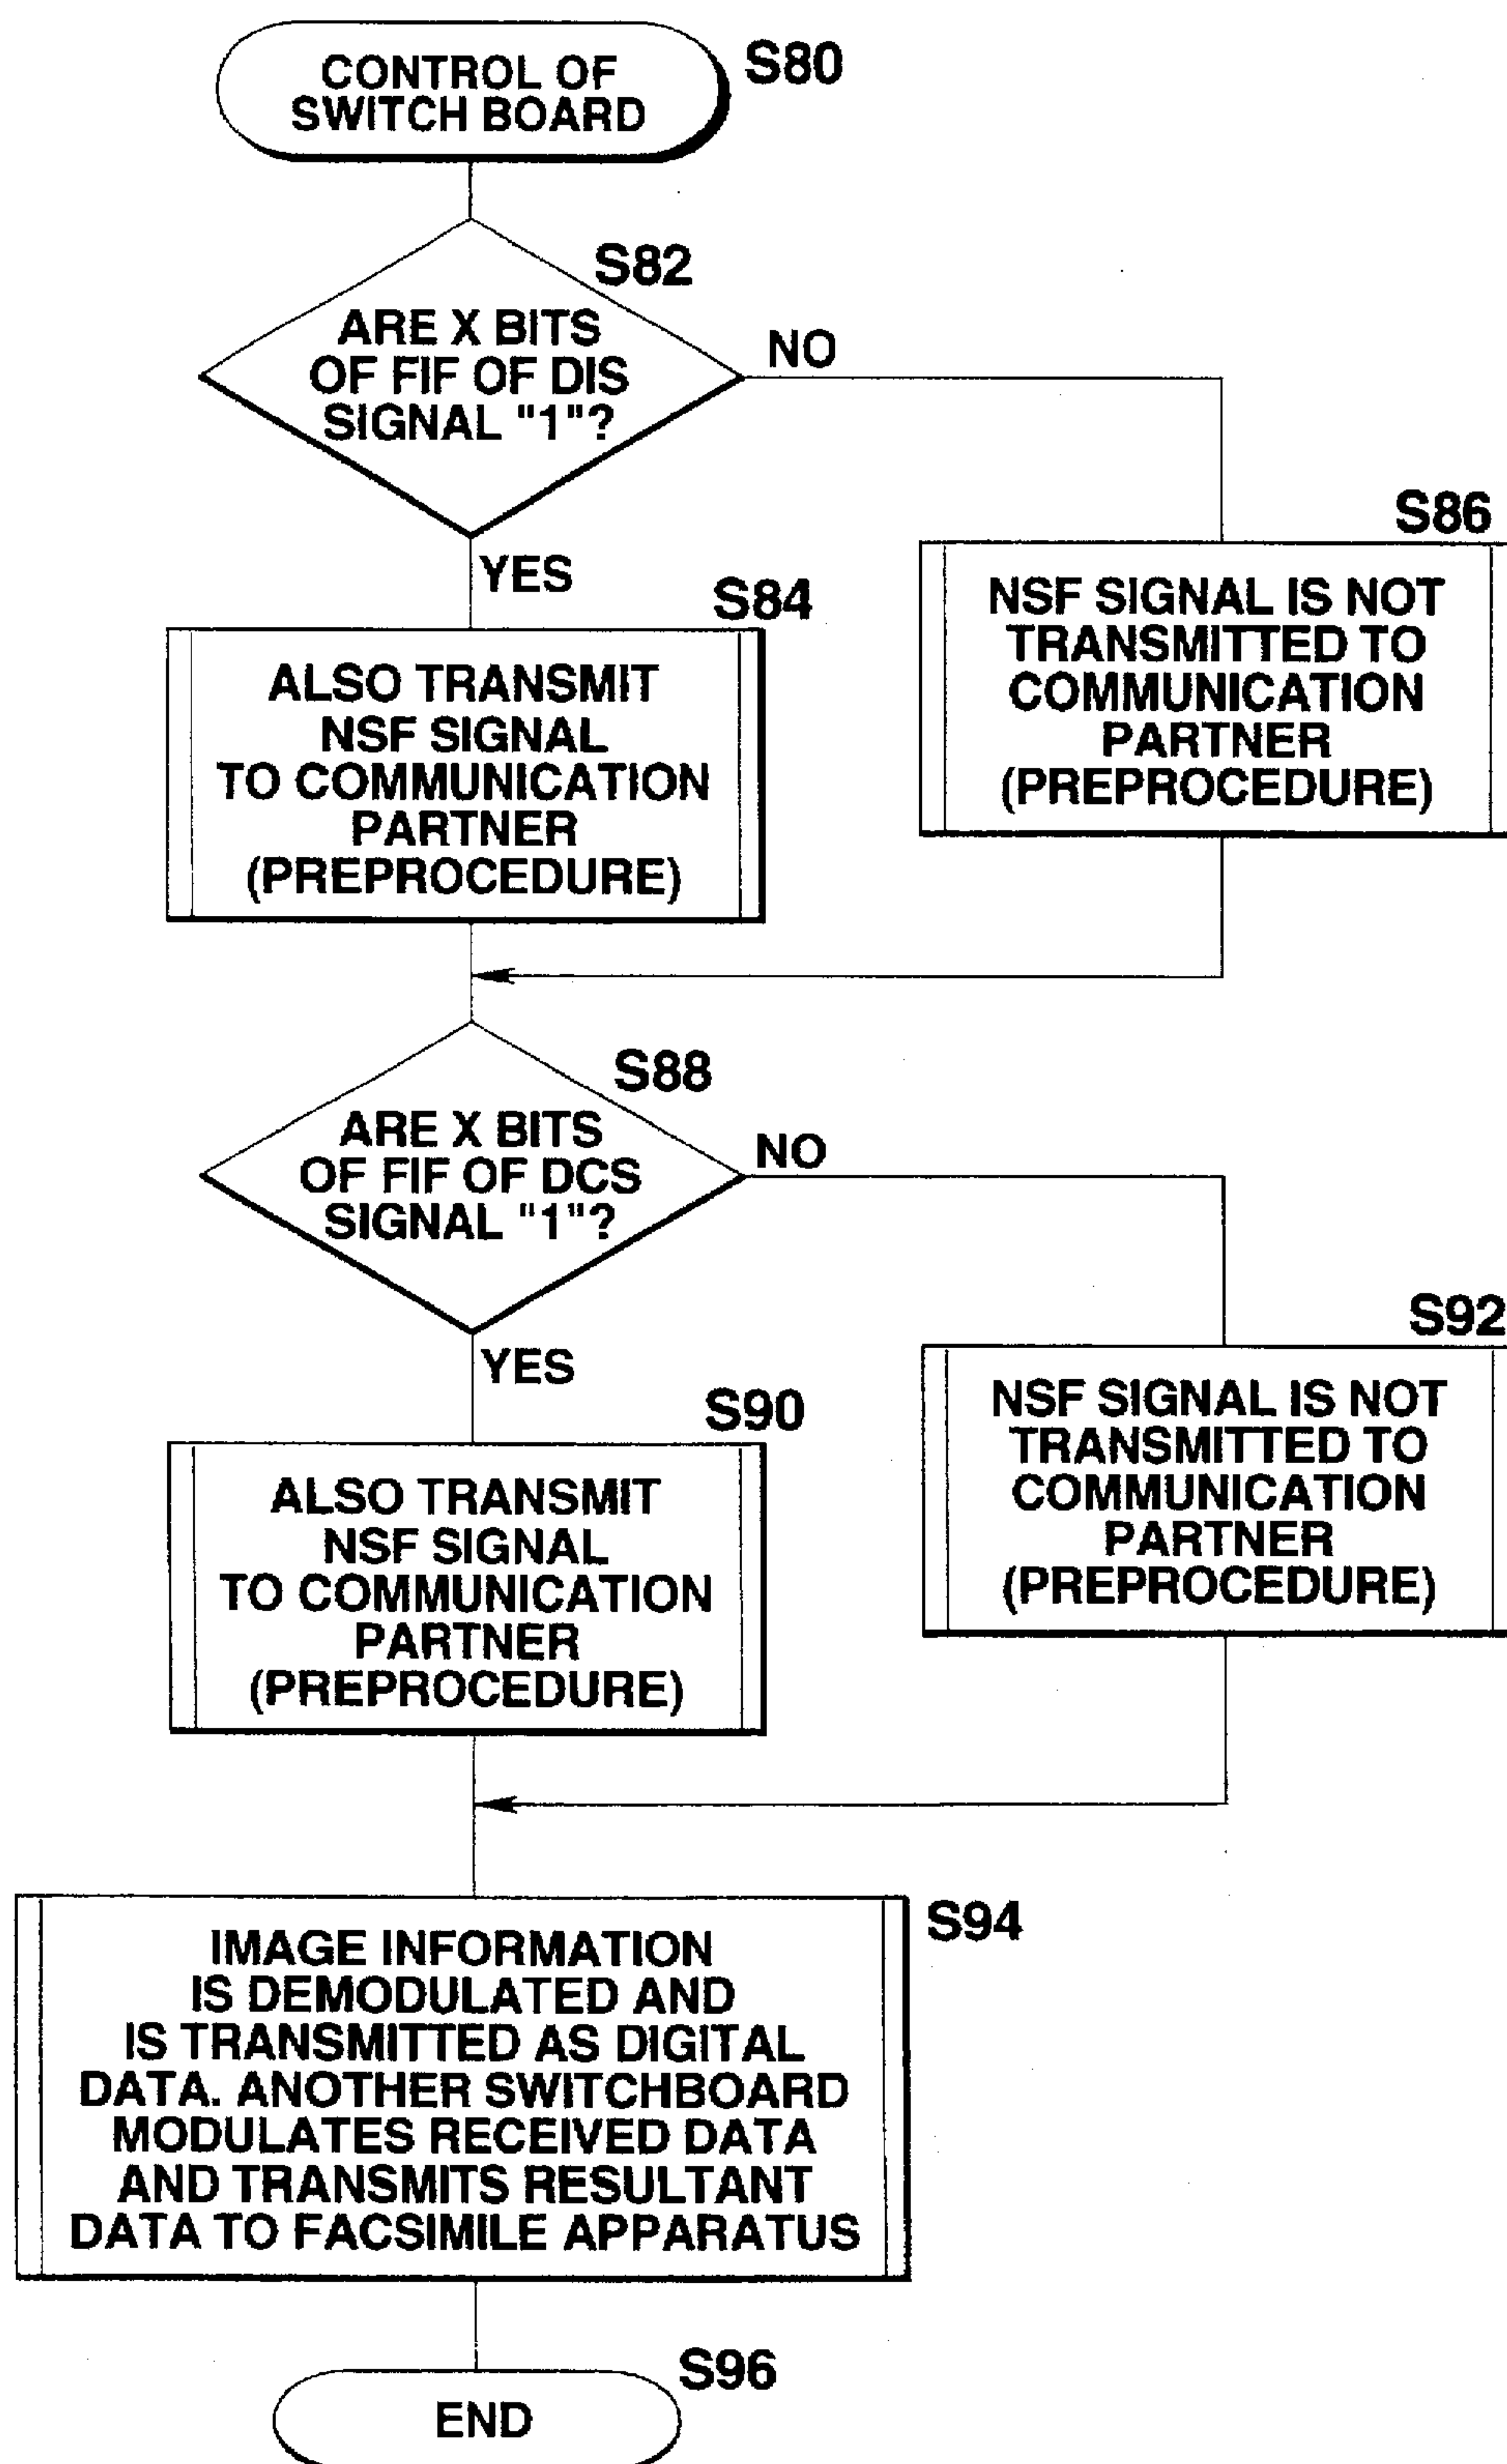 CONTROL OF
SWITCH BOARD
S80
S82
ARE X BITS
OF FIF OF DIS
SIGNAL "1"?
NO
YES
S84
ALSO TRANSMIT
NSF SIGNAL
TO COMMUNICATION
PARTNER
(PREPROCEDURE)
S86
NSF SIGNAL IS NOT
TRANSMITTED TO
COMMUNICATION
PARTNER
(PREPROCEDURE)
S88
ARE X BITS
OF FIF OF DCS
SIGNAL "1"?
NO
YES
S90
ALSO TRANSMIT
NSF SIGNAL
TO COMMUNICATION
PARTNER
(PREPROCEDURE)
S92
NSF SIGNAL IS NOT
TRANSMITTED TO
COMMUNICATION
PARTNER
(PREPROCEDURE)
S94
IMAGE INFORMATION
IS DEMODULATED AND
IS TRANSMITTED AS DIGITAL
DATA. ANOTHER SWITCHBOARD
MODULATES RECEIVED DATA
AND TRANSMITS RESULTANT
DATA TO FACSIMILE APPARATUS
S96
END